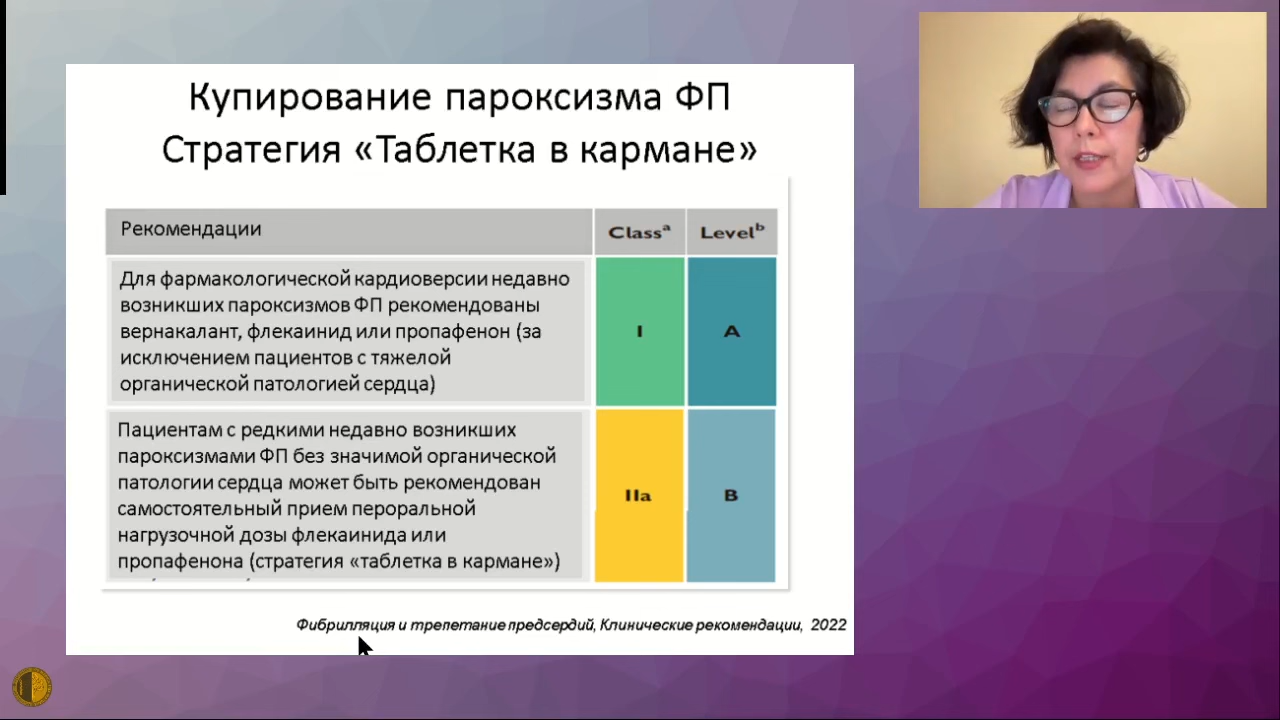 Купирование пароксизма ФП
Стратегия «Таблетка в кармане»
Рекомендации
Classᵃ
Levelᵇ
Для фармакологической кардиоверсии недавно
возникших пароксизмов ФП рекомендованы
вернакалант, флекаинид или пропафенон (за
исключением пациентов с тяжелой
органической патологией сердца)
I
A
Пациентам с редкими недавно возникших
пароксизмами ФП без значимой органической
патологии сердца может быть рекомендован
самостоятельный прием пероральной
нагрузочной дозы флекаинида или
пропафенона (стратегия «таблетка в кармане»)
IIa
B
Фибрилляция и трепетание предсердий, Клинические рекомендации, 2022